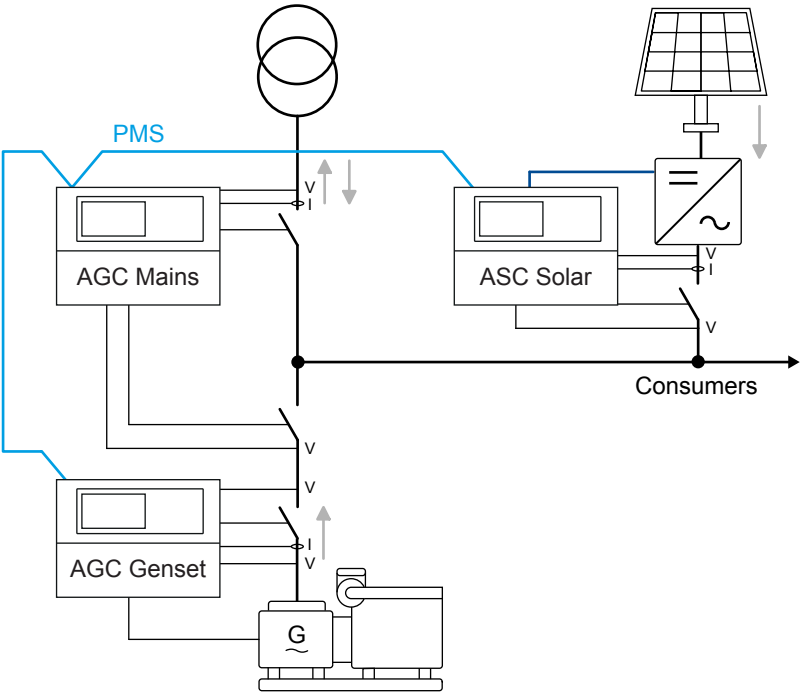 PMS
V
I
AGC Mains
ASC Solar
V
I
V
Consumers
V
V
I
V
AGC Genset
G